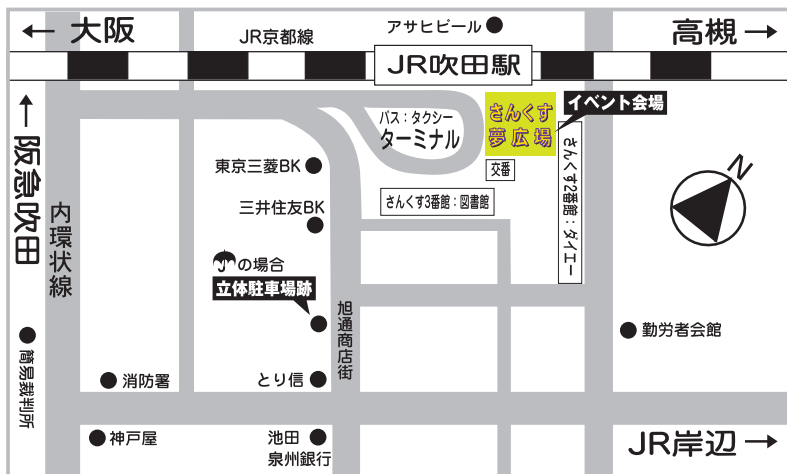 ← 大阪
JR京都線
アサヒビール
高槻 →
JR吹田駅
← 阪急吹田
内環状線
バス：タクシー
ターミナル
さんくす
夢広場
イベント会場
交番
さんくす2番館：ダイエー
さんくす3番館：図書館
N
東京三菱BK
三井住友BK
の場合
立体駐車場跡
旭通商店街
勤労者会館
簡易裁判所
消防署
とり信
神戸屋
池田
泉州銀行
JR岸辺 →